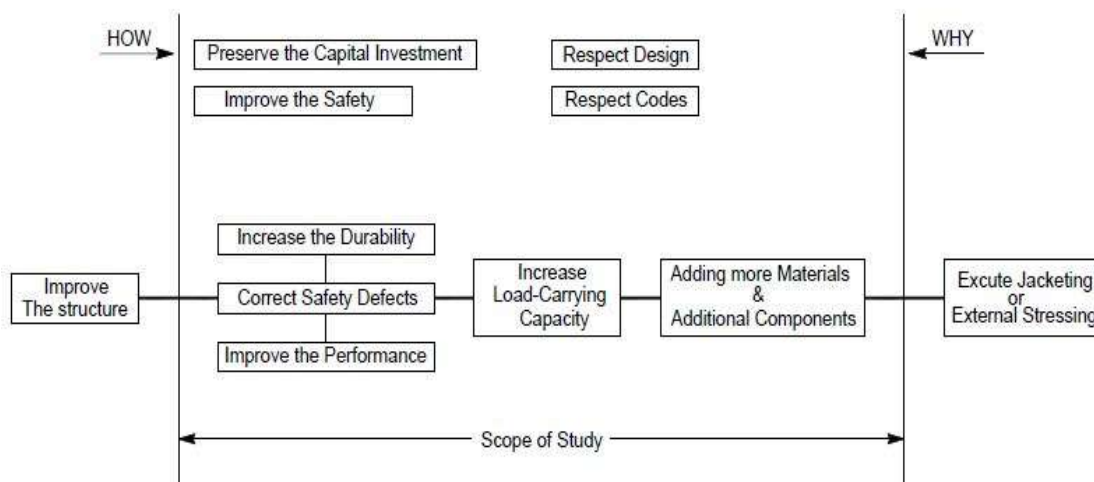 HOW
WHY
Preserve the Capital Investment
Respect Design
Improve the Safety
Respect Codes
Increase the Durability
Improve
The structure
Correct Safety Defects
Increase
Load-Carrying
Capacity
Adding more Materials
&
Additional Components
Excute Jacketing
or
External Stressing
Improve the Performance
Scope of Study